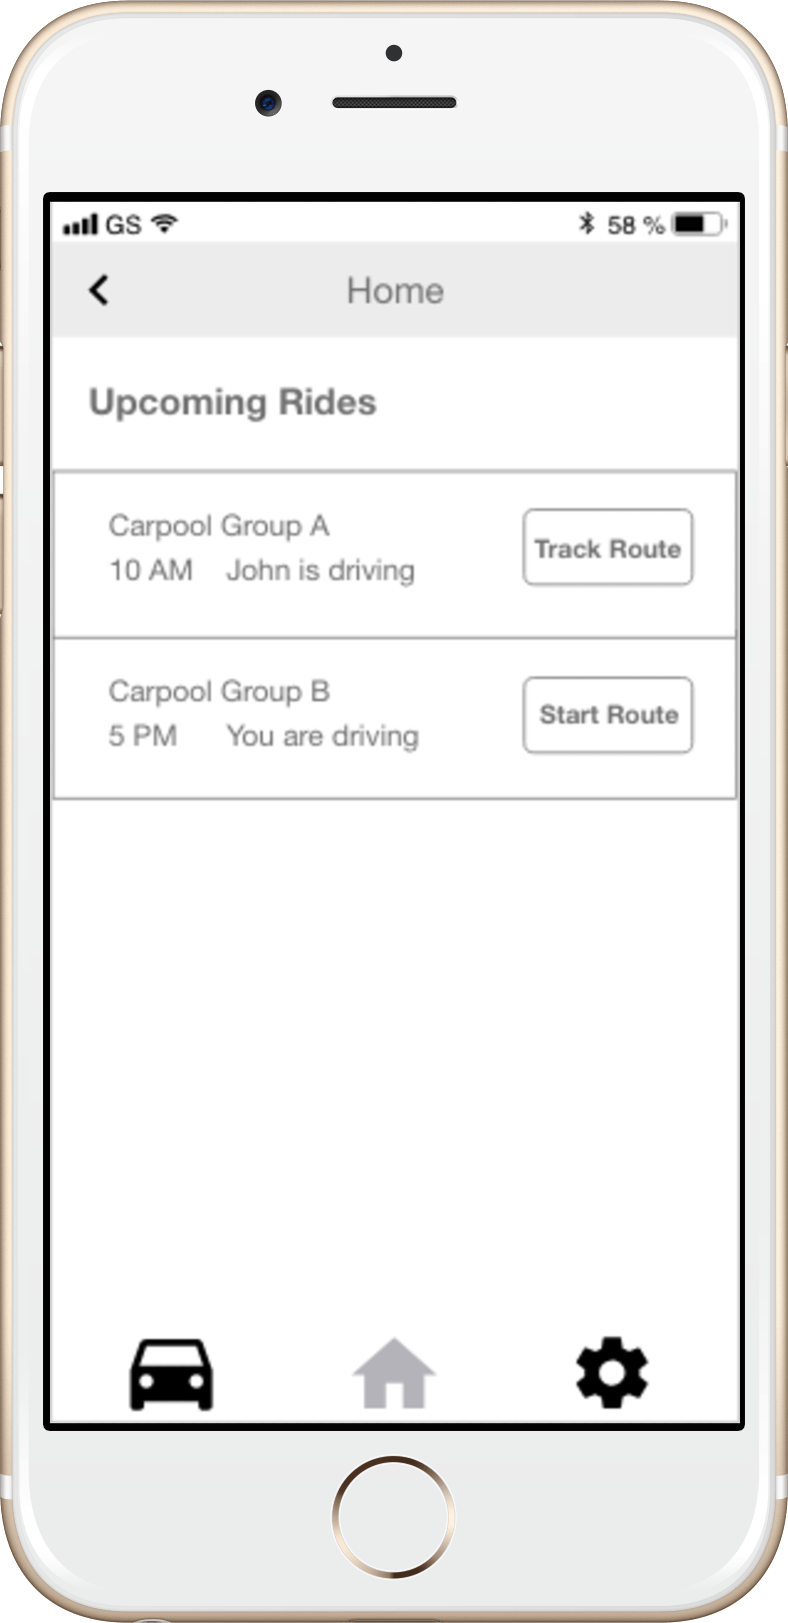 GS 58 %
Home
Upcoming Rides
Carpool Group A
10 AM John is driving
Track Route
Carpool Group B
5 PM You are driving
Start Route